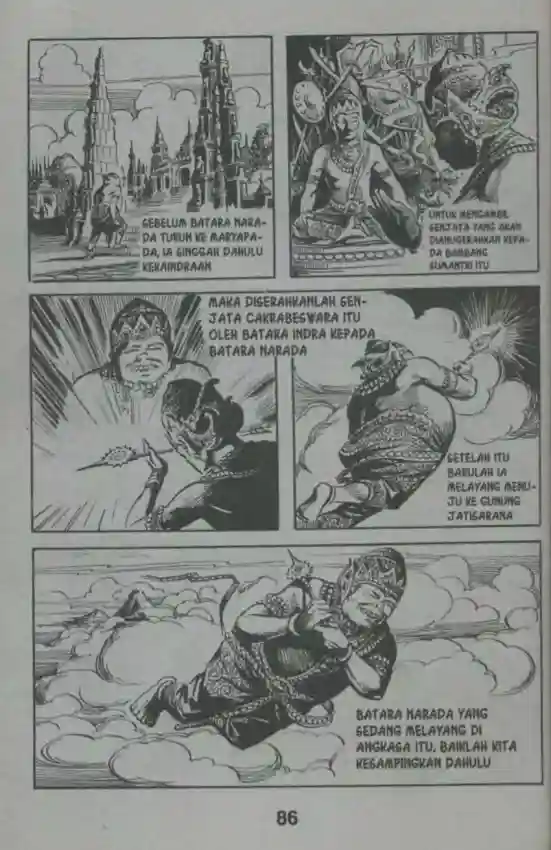 SEBELUM BATARA NARA-
DA TURUN KE MARYAPA-
DA, IA SINGGAH DAHULU
KEKAINDRAAN
UNTUK MENGAMBIL
SENJATA YANG AKAN
DIANUGERAHKAN KEPA-
DA BAMBANG
SUMANTRI ITU
MAKA DISERAHKANLAH SEN-
JATA CAKRABESWARA ITU
OLEH BATARA INDRA KEPADA
BATARA NARADA
SETELAH ITU
BARULAH IA
MELAYANG MENU-
JU KE GUNUNG
JATISARANA
BATARA NARADA YANG
SEDANG MELAYANG DI
ANGKASA ITU, BAIKLAH KITA
KESAMPINGKAN DAHULU
86